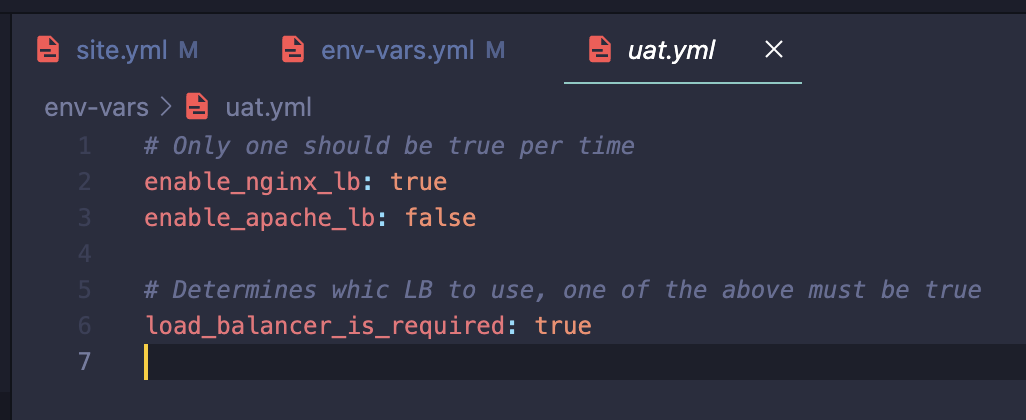 site.yml M env-vars.yml M uat.yml ×
env-vars > uat.yml
1 # Only one should be true per time
2 enable_nginx_lb: true
3 enable_apache_lb: false
4
5 # Determines whic LB to use, one of the above must be true
6 load_balancer_is_required: true
7